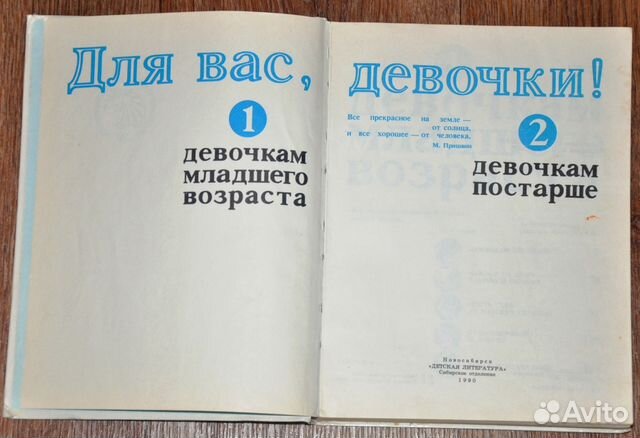 Для вас, девочки!
1
девочкам
младшего
возраста
Все прекрасное на земле —
от солнца,
и все хорошее — от человека.
М. Пришвин
2
девочкам
постарше
Новосибирск
«ДЕТСКАЯ ЛИТЕРАТУРА»
Сибирское отделение
1990
Avito